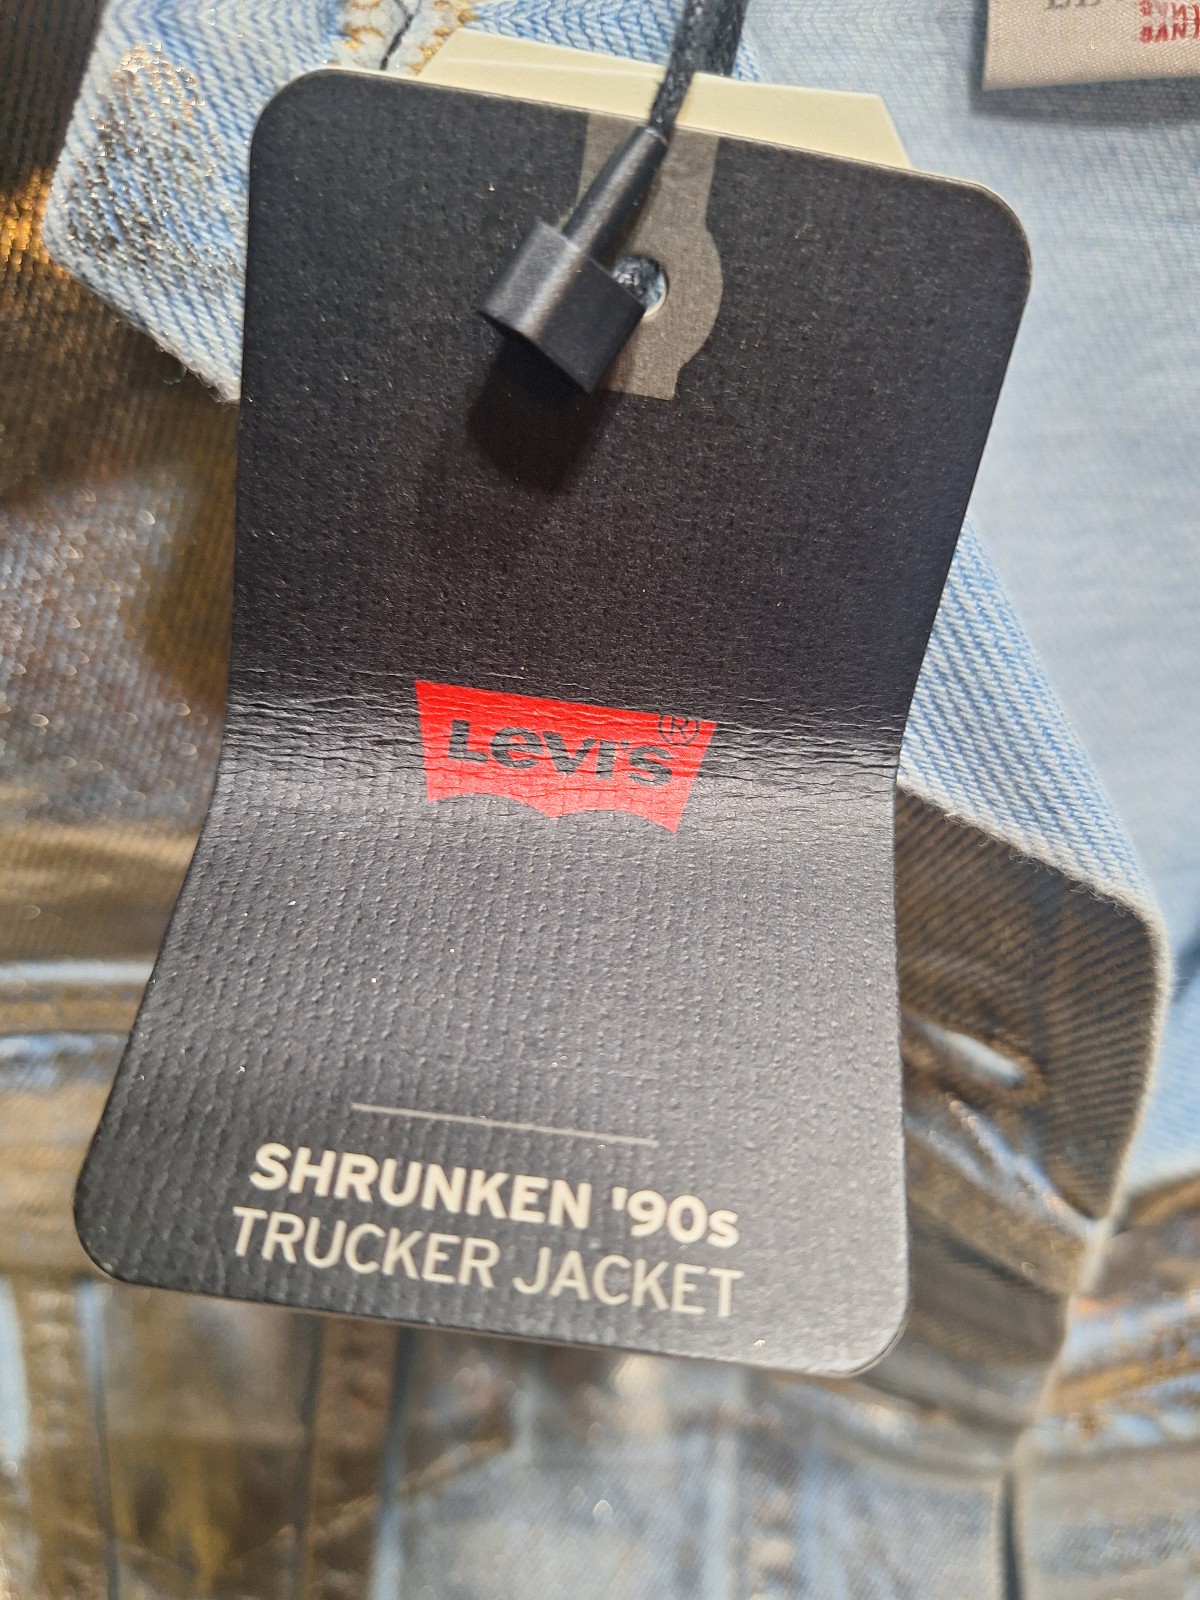 Levi's®
SHRUNKEN '90s
TRUCKER JACKET